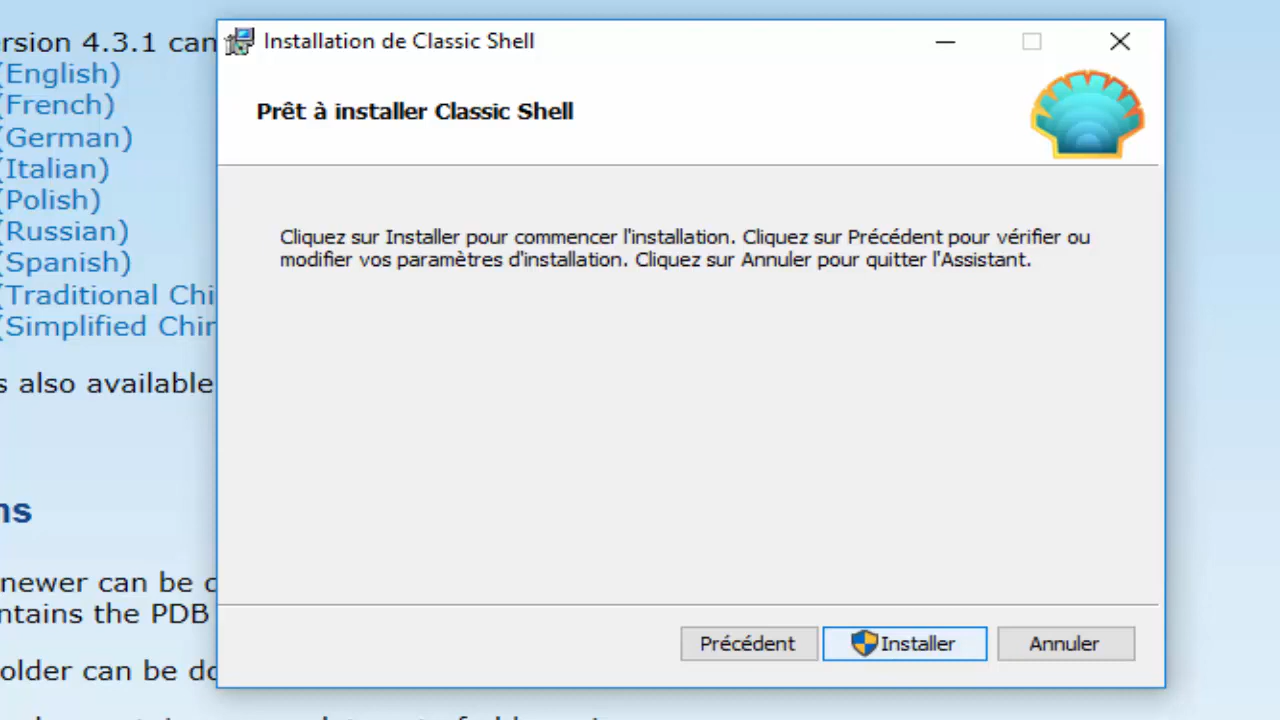 Installation de Classic Shell
Prêt à installer Classic Shell
Cliquez sur Installer pour commencer l'installation. Cliquez sur Précédent pour vérifier ou
modifier vos paramètres d'installation. Cliquez sur Annuler pour quitter l'Assistant.
Précédent
Installer
Annuler
rsion 4.3.1 can
(English)
(French)
(German)
(Italian)
(Polish)
(Russian)
(Spanish)
(Traditional Chi
(Simplified Chin
s also available
ns
newer can be
ntains the PDB
older can be do